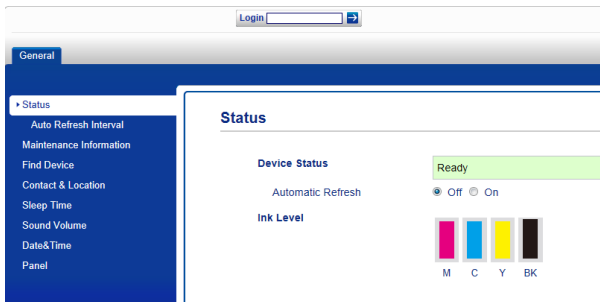 Login
General
Status
Auto Refresh Interval
Maintenance Information
Find Device
Contact & Location
Sleep Time
Sound Volume
Date&Time
Panel
Status
Device Status Ready
Automatic Refresh Off On
Ink Level
M C Y BK